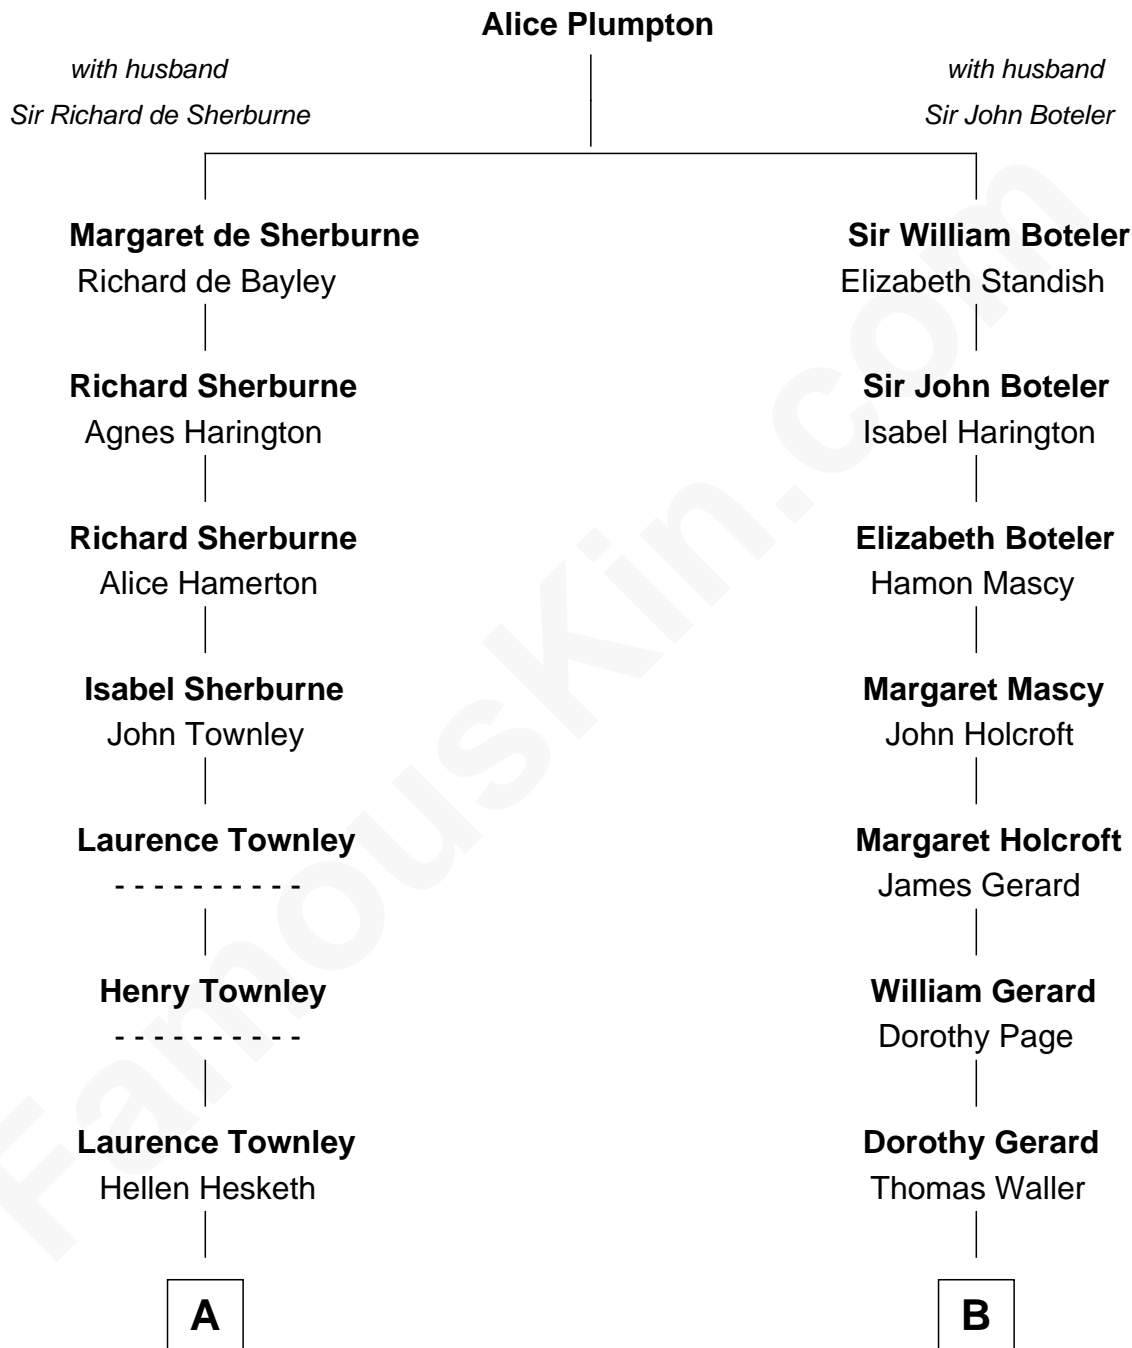 Alice Plumpton
with husband
Sir Richard de Sherburne
with husband
Sir John Boteler
Margaret de Sherburne
Richard de Bayley
Sir William Boteler
Elizabeth Standish
Richard Sherburne
Agnes Harington
Sir John Boteler
Isabel Harington
Richard Sherburne
Alice Hamerton
Elizabeth Boteler
Hamon Mascy
Isabel Sherburne
John Townley
Margaret Mascy
John Holcroft
Laurence Townley
- - - - - - - - - -
Margaret Holcroft
James Gerard
Henry Townley
- - - - - - - - - -
William Gerard
Dorothy Page
Laurence Townley
Hellen Hesketh
Dorothy Gerard
Thomas Waller
A
B
FamousKin.com